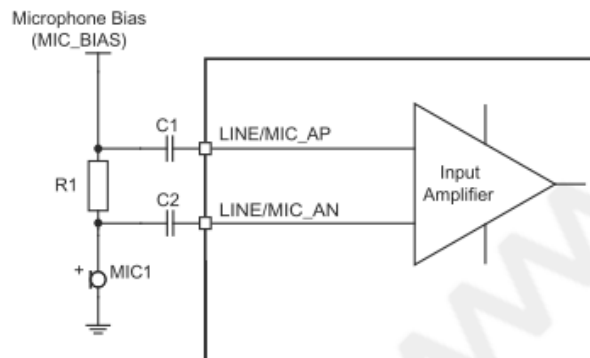 Microphone Bias
(MIC_BIAS)
C1
LINE/MIC_AP
R1
Input
Amplifier
C2
LINE/MIC_AN
+
MIC1